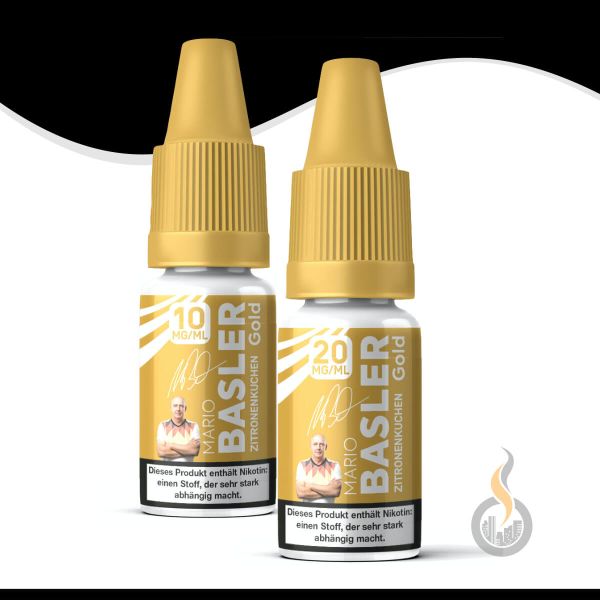 10
MG/ML
MARIO
BASLER
ZITRONENKUCHEN
Gold
Dieses Produkt enthält Nikotin:
einen Stoff, der sehr stark
abhängig macht.
20
MG/ML
MARIO
BASLER
ZITRONENKUCHEN
Gold
Dieses Produkt enthält Nikotin:
einen Stoff, der sehr stark
abhängig macht.